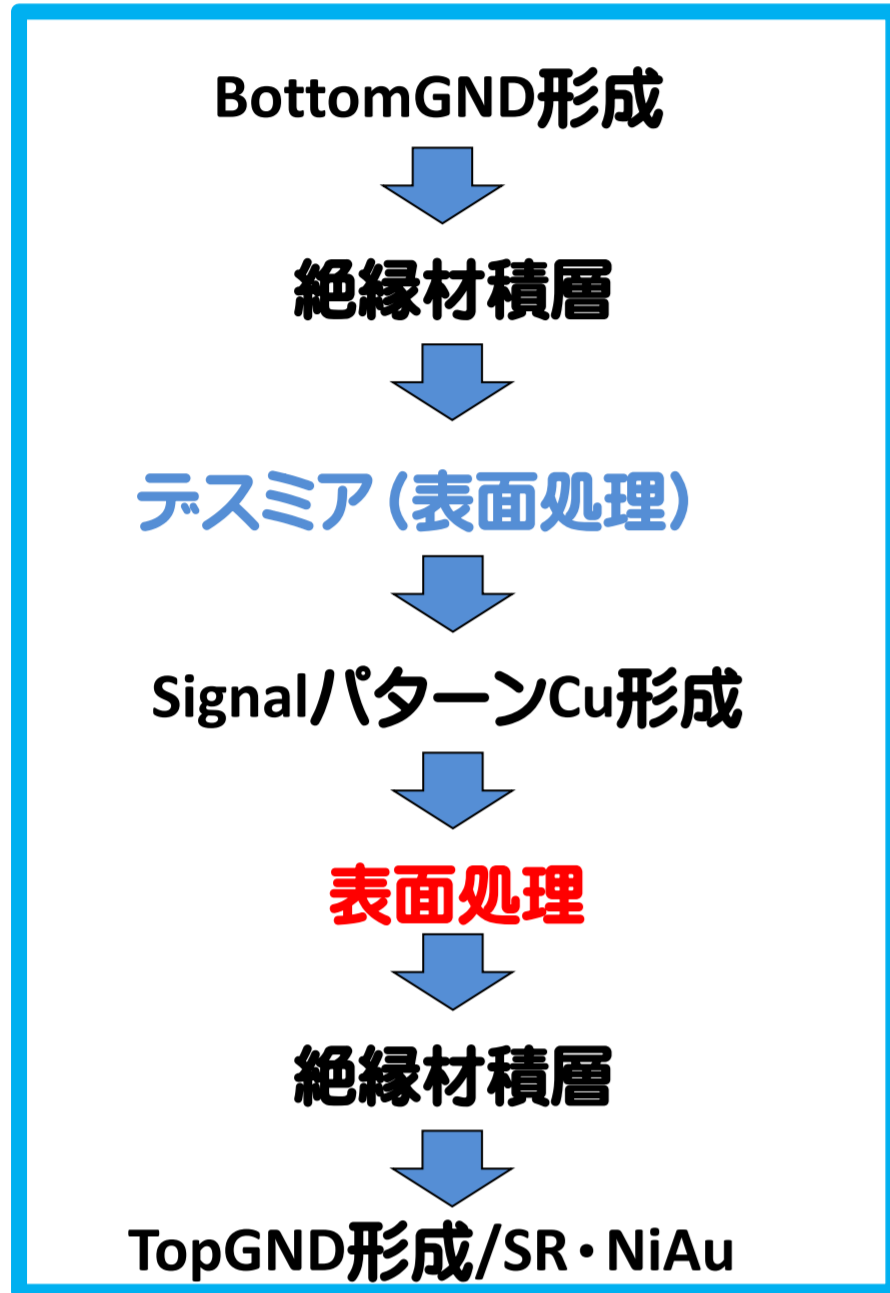 BottomGND形成
絶縁材積層
デスミア(表面処理)
SignalパターンCu形成
表面処理
絶縁材積層
TopGND形成/SR・NiAu